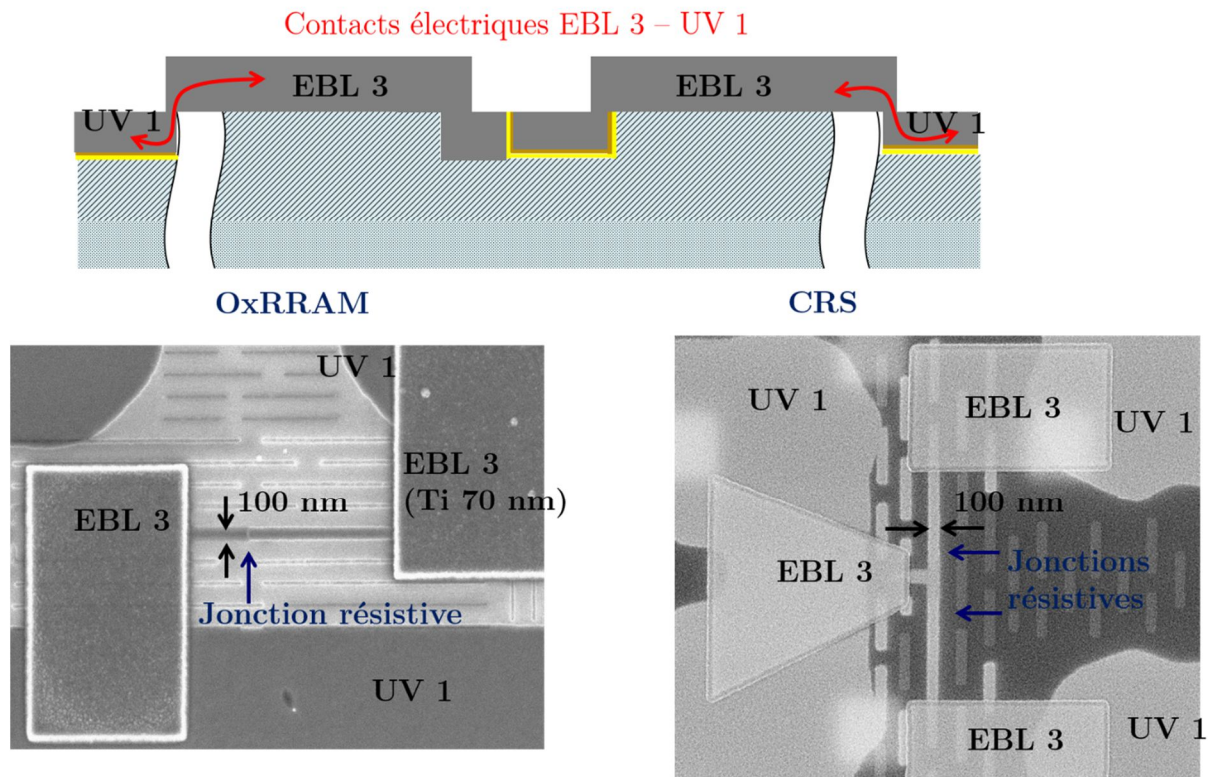 Contacts électriques EBL 3 – UV 1
EBL 3
EBL 3
UV 1
UV 1
OxRRAM
CRS
UV 1
EBL 3
(Ti 70 nm)
100 nm
EBL 3
Jonction résistive
UV 1
UV 1
EBL 3
UV 1
100 nm
EBL 3
Jonctions
résistives
UV 1
EBL 3